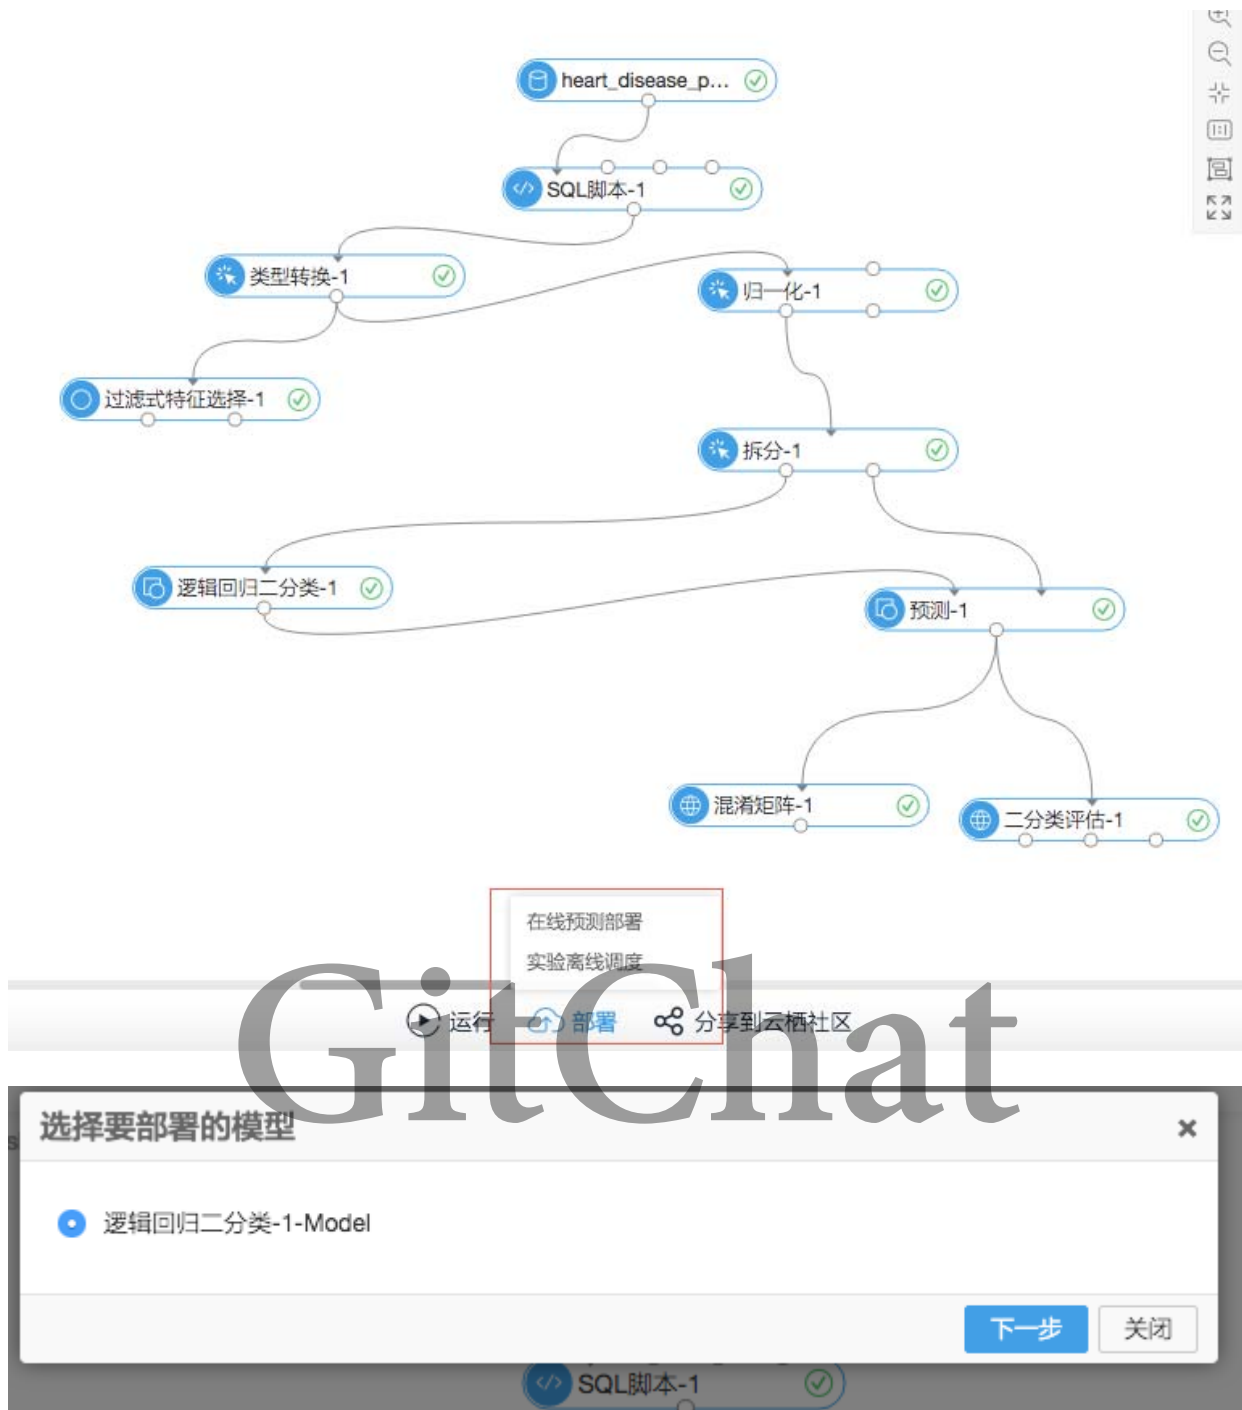 heart_disease_p...
SQL脚本-1
类型转换-1
归一化-1
过滤式特征选择-1
拆分-1
逻辑回归二分类-1
预测-1
混淆矩阵-1
二分类评估-1
在线预测部署
实验离线调度
运行 部署 分享到云栖社区
GitChat
选择要部署的模型
逻辑回归二分类-1-Model
下一步 关闭
SQL脚本-1